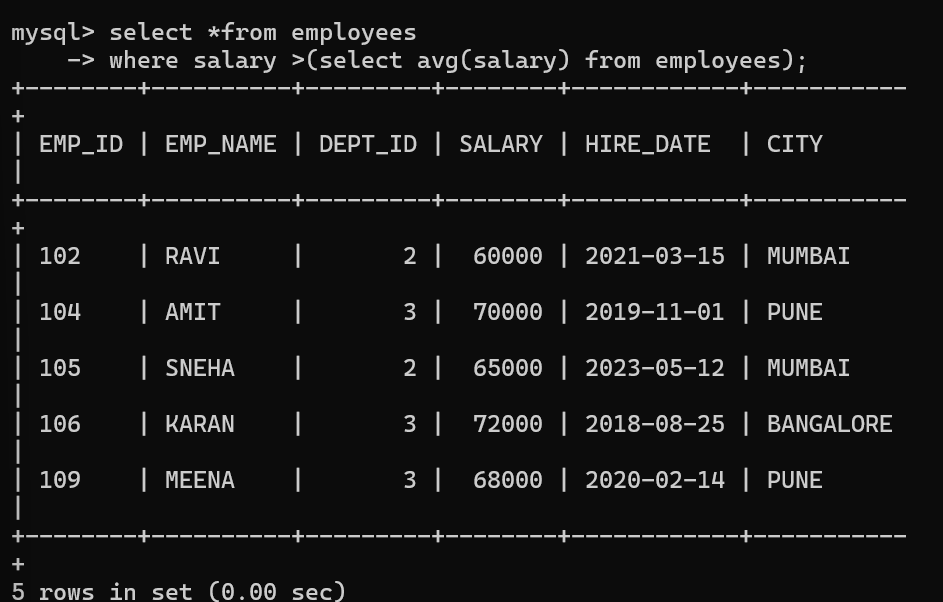 mysql> select *from employees
    -> where salary >(select avg(salary) from employees);
+--------+----------+---------+--------+------------+-----------
+
| EMP_ID | EMP_NAME | DEPT_ID | SALARY | HIRE_DATE  | CITY
|
+--------+----------+---------+--------+------------+-----------
+
| 102    | RAVI     |       2 |  60000 | 2021-03-15 | MUMBAI
|
| 104    | AMIT     |       3 |  70000 | 2019-11-01 | PUNE
|
| 105    | SNEHA    |       2 |  65000 | 2023-05-12 | MUMBAI
|
| 106    | KARAN    |       3 |  72000 | 2018-08-25 | BANGALORE
|
| 109    | MEENA    |       3 |  68000 | 2020-02-14 | PUNE
|
+--------+----------+---------+--------+------------+-----------
+
5 rows in set (0.00 sec)